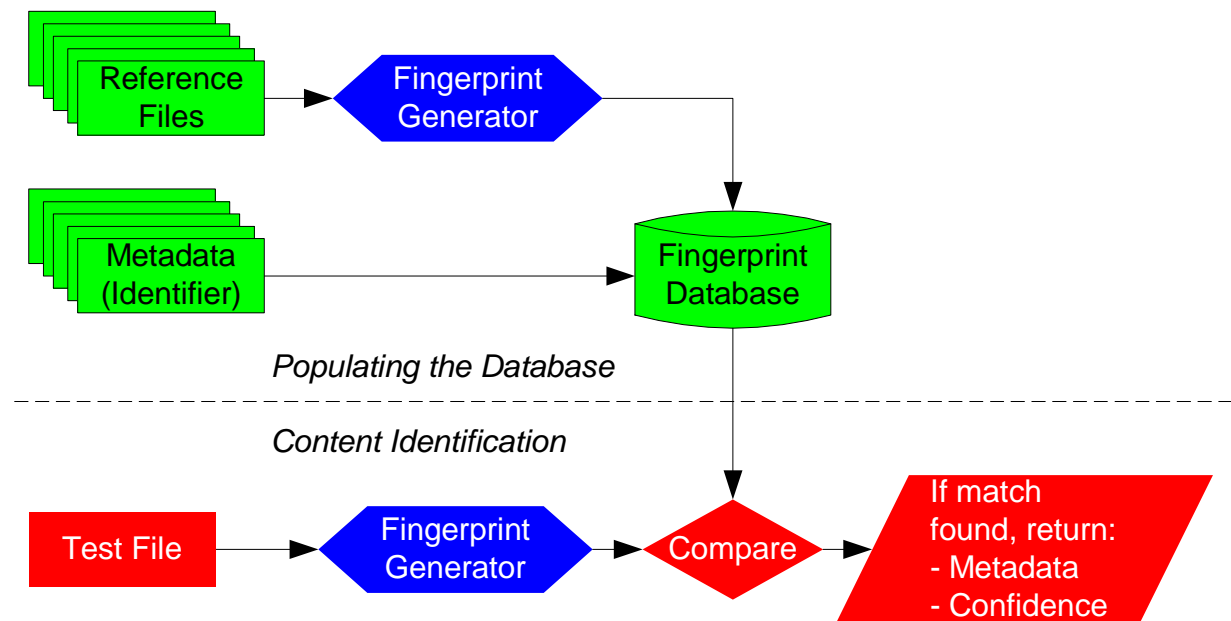 Reference
Files
Fingerprint
Generator
Metadata
(Identifier)
Fingerprint
Database
Populating the Database
Content Identification
Test File
Fingerprint
Generator
Compare
If match
found, return:
- Metadata
- Confidence